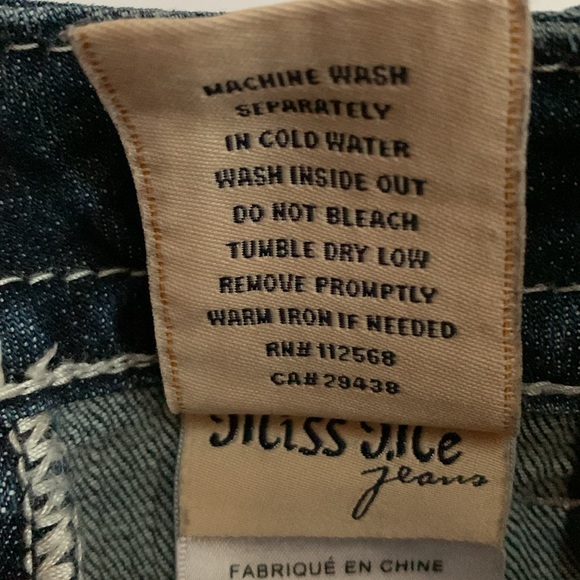 MACHINE WASH
SEPARATELY
IN COLD WATER
WASH INSIDE OUT
DO NOT BLEACH
TUMBLE DRY LOW
REMOVE PROMPTLY
WARM IRON IF NEEDED
RN# 112568
CA# 29438
Miss Me
jeans
FABRIQUÉ EN CHINE